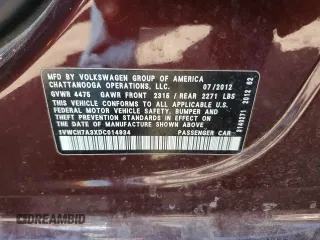 MFD. BY VOLKSWAGEN GROUP OF AMERICA
CHATTANOOGA OPERATIONS, LLC. 07/2012
GVWR 4475 GAWR FRONT 2315 / REAR 2271 LBS
THIS VEHICLE CONFORMS TO ALL APPLICABLE
FEDERAL MOTOR VEHICLE SAFETY, BUMPER AND
THEFT PREVENTION STANDARDS IN EFFECT
ON THE DATE OF MANUFACTURE SHOWN ABOVE
1VWCH7A3XDC014934 PASSENGER CAR
2012 02
DREAMBID